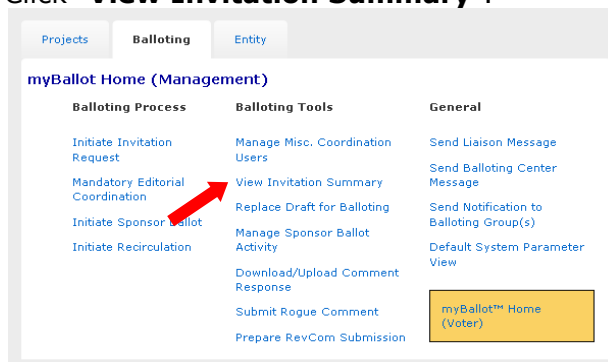 Click "View Invitation Summary".
Projects Balloting Entity
myBallot Home (Management)
Balloting Process
Initiate Invitation
Request
Mandatory Editorial
Coordination
Initiate Sponsor Ballot
Initiate Recirculation
Balloting Tools
Manage Misc. Coordination
Users
View Invitation Summary
Replace Draft for Balloting
Manage Sponsor Ballot
Activity
Download/Upload Comment
Response
Submit Rogue Comment
Prepare RevCom Submission
General
Send Liaison Message
Send Balloting Center
Message
Send Notification to
Balloting Group(s)
Default System Parameter
View
myBallot™ Home
(Voter)